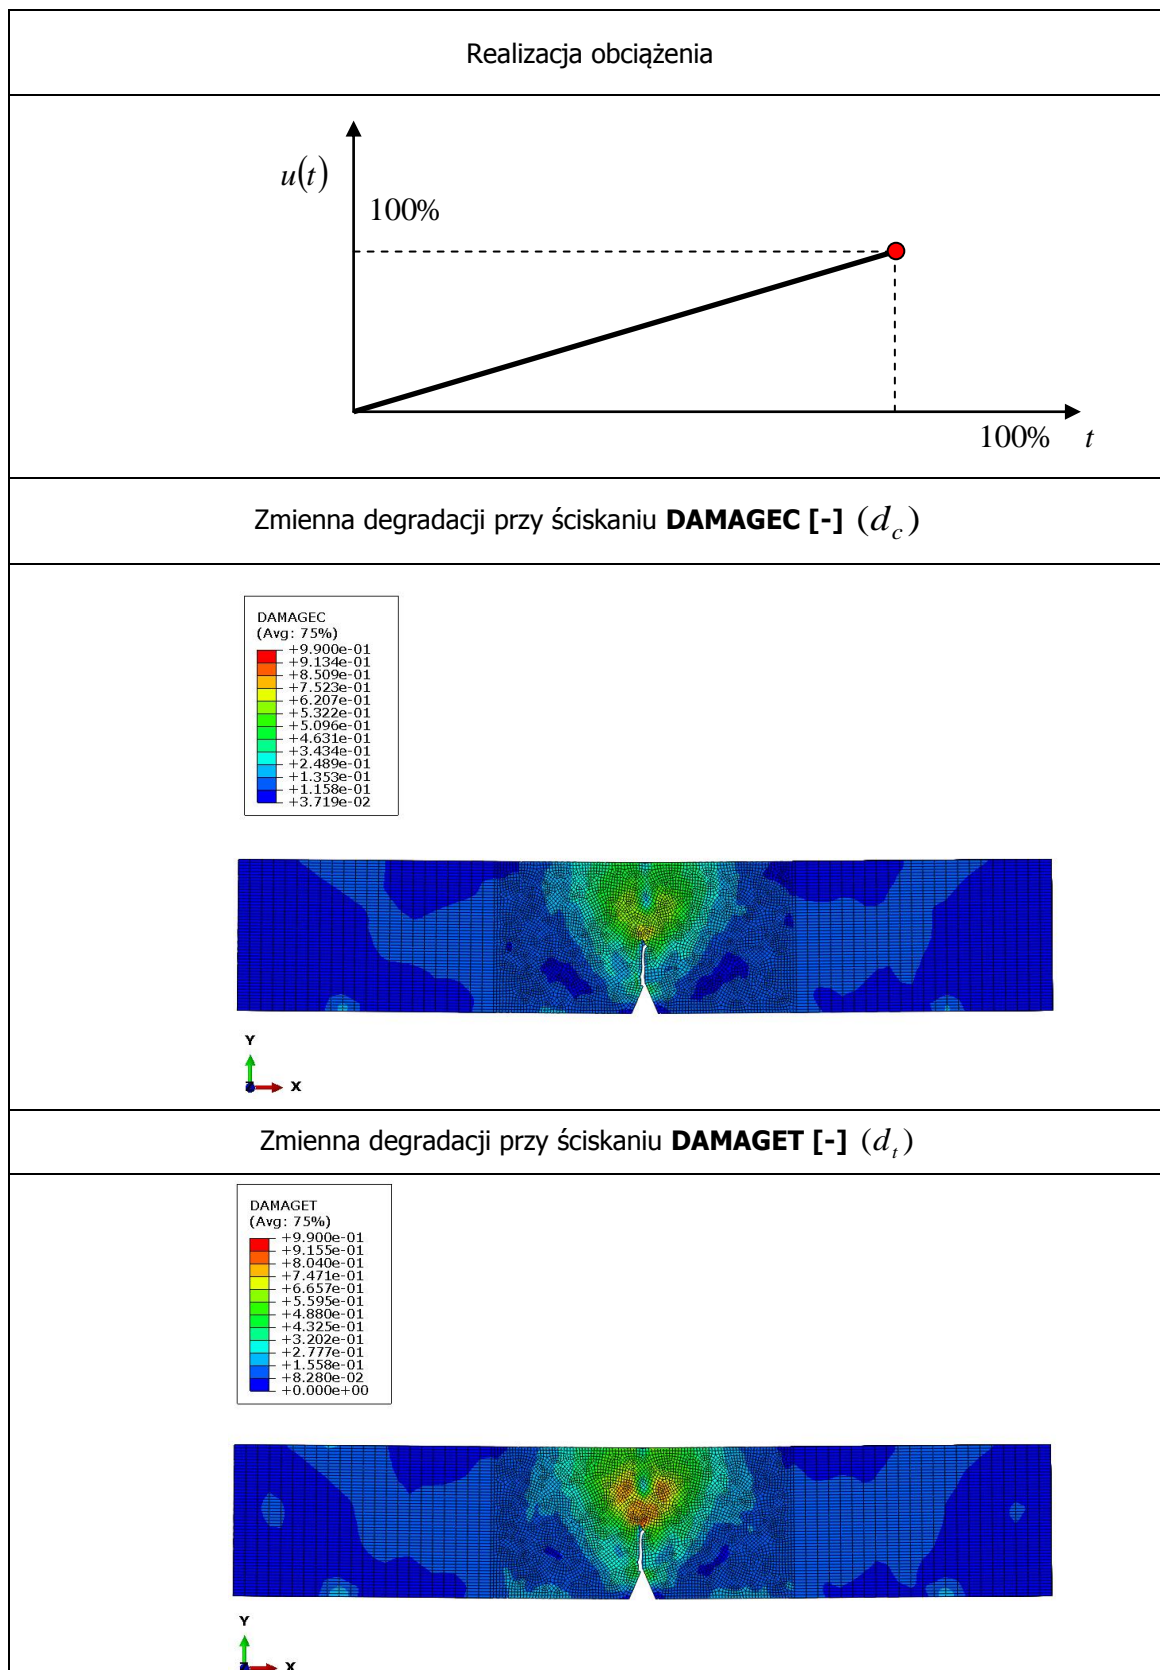 Realizacja obciążenia
u(t)
100%
100% t
Zmienna degradacji przy ściskaniu DAMAGEC [-] (d_c)
DAMAGEC
(Avg: 75%)
+9.900e-01
+9.134e-01
+8.509e-01
+7.523e-01
+6.207e-01
+5.322e-01
+5.096e-01
+4.631e-01
+3.434e-01
+2.489e-01
+1.353e-01
+1.158e-01
+3.719e-02
Y
X
Zmienna degradacji przy ściskaniu DAMAGET [-] (d_t)
DAMAGET
(Avg: 75%)
+9.900e-01
+9.155e-01
+8.040e-01
+7.471e-01
+6.657e-01
+5.595e-01
+4.880e-01
+4.325e-01
+3.202e-01
+2.777e-01
+1.558e-01
+8.280e-02
+0.000e+00
Y
X